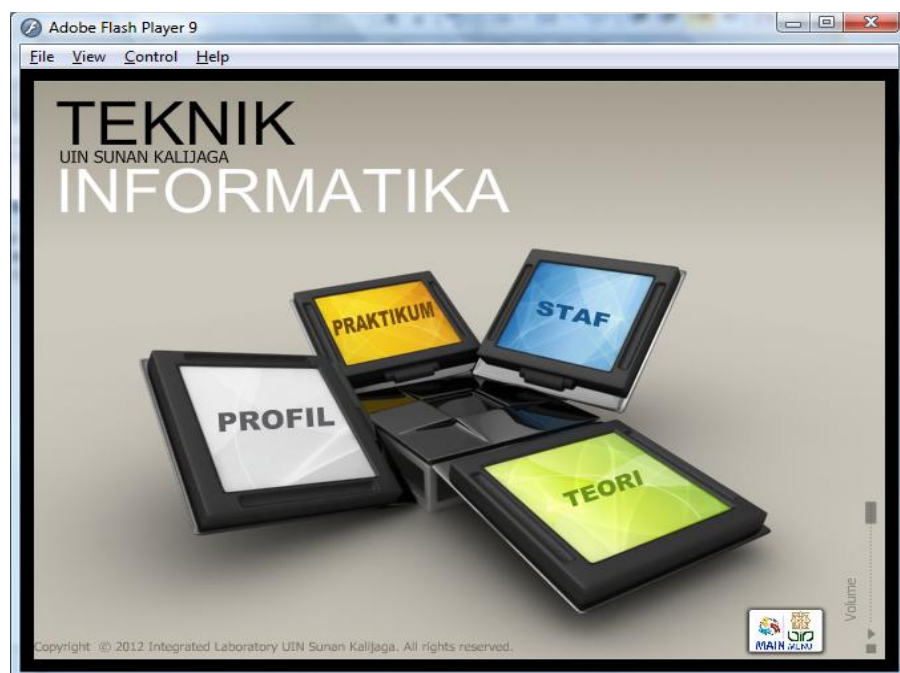 Adobe Flash Player 9
File View Control Help
TEKNIK
UIN SUNAN KALIJAGA
INFORMATIKA
PRAKTIKUM
STAF
PROFIL
TEORI
Volume
MAIN MENU
Copyright © 2012 Integrated Laboratory UIN Sunan Kalijaga. All rights reserved.